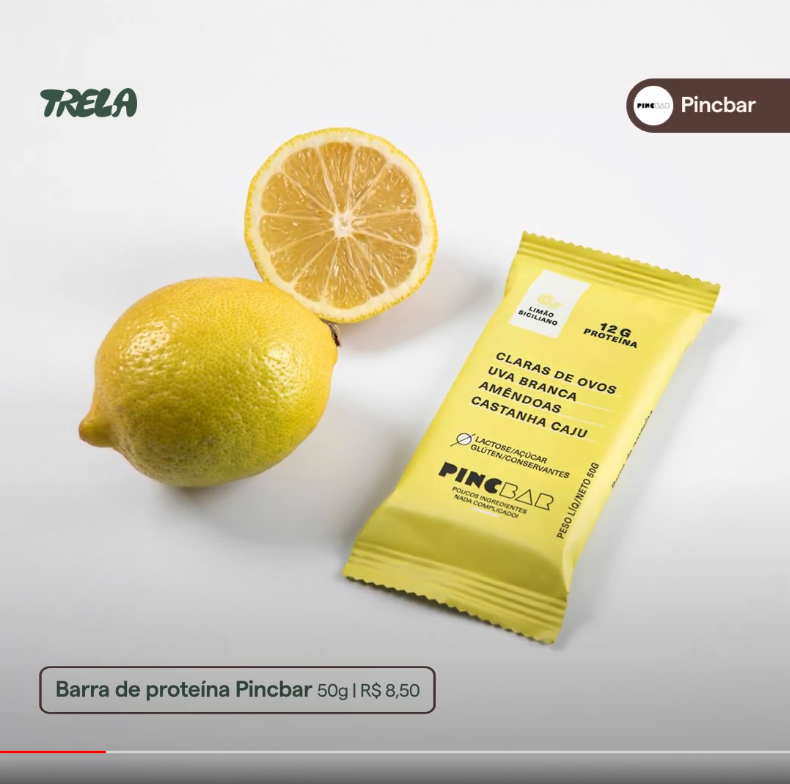 TRELA
PINCBAR
Pincbar
LIMÃO
SICILIANO
12 G
PROTEÍNA
CLARAS DE OVOS
UVA BRANCA
AMÊNDOAS
CASTANHA CAJU
LACTOSE/AÇÚCAR
GLÚTEN/CONSERVANTES
PINCBAR
POUCOS INGREDIENTES
NADA COMPLICADO!
PESO LÍQ/NETO 50G
Barra de proteína Pincbar 50g | R$ 8,50